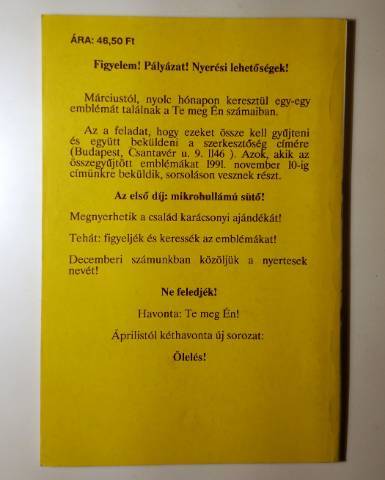 ÁRA: 46,50 Ft
Figyelem! Pályázat! Nyerési lehetőségek!
Márciustól, nyolc hónapon keresztül egy-egy
emblémát találnak a Te meg Én számaiban.
Az a feladat, hogy ezeket össze kell gyűjteni
és együtt beküldeni a szerkesztőség címére
(Budapest, Csantavér u. 9. 1146 ). Azok, akik az
összegyűjtött emblémákat 1991. november 10-ig
címünkre beküldik, sorsoláson vesznek részt.
Az első díj: mikrohullámú sütő!
Megnyerhetik a család karácsonyi ajándékát!
Tehát: figyeljék és keressék az emblémákat!
Decemberi számunkban közöljük a nyertesek
nevét!
Ne feledjék!
Havonta: Te meg Én!
Áprilistól kéthavonta új sorozat:
Ölelés!